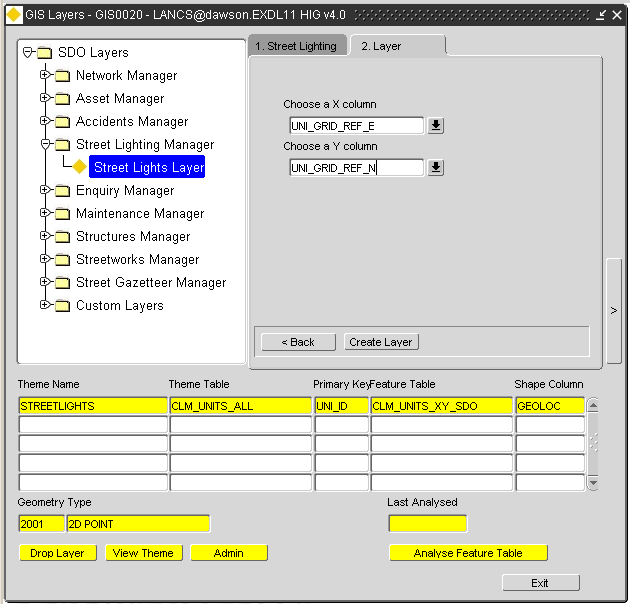 GIS Layers - GIS0020 - LANCS@dawson.EXDL11 HIG v4.0
SDO Layers
Network Manager
Asset Manager
Accidents Manager
Street Lighting Manager
Street Lights Layer
Enquiry Manager
Maintenance Manager
Structures Manager
Streetworks Manager
Street Gazetteer Manager
Custom Layers
1. Street Lighting 2. Layer
Choose a X column
UNI_GRID_REF_E
Choose a Y column
UNI_GRID_REF_N
< Back Create Layer
>
Theme Name Theme Table Primary Key Feature Table Shape Column
STREETLIGHTS CLM_UNITS_ALL UNI_ID CLM_UNITS_XY_SDO GEOLOC
Geometry Type Last Analysed
2001 2D POINT
Drop Layer View Theme Admin Analyse Feature Table
Exit